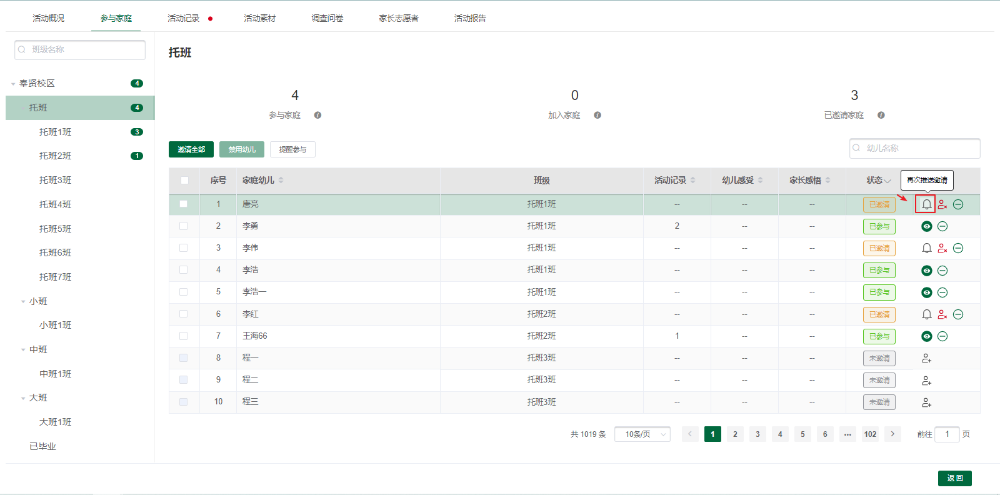 活动概况 参与家庭 活动记录 活动素材 调查问卷 家长志愿者 活动报告
班级名称
奉贤校区 4
托班 4
托班1班 3
托班2班 1
托班3班
托班4班
托班5班
托班6班
托班7班
小班
小班1班
中班
中班1班
大班
大班1班
已毕业
托班
4 0 3
参与家庭 加入家庭 已邀请家庭
邀请全部 禁用幼儿 提醒参与 幼儿名称
序号 家庭幼儿 班级 活动记录 幼儿感受 家长感悟 状态 再次推送邀请
1 唐亮 托班1班 -- -- -- 已邀请
2 李勇 托班1班 2 -- -- 已参与
3 李伟 托班1班 -- -- -- 已邀请
4 李浩 托班1班 -- -- -- 已参与
5 李浩一 托班1班 -- -- -- 已参与
6 李红 托班2班 -- -- -- 已邀请
7 王海66 托班2班 1 -- -- 已参与
8 程一 托班3班 -- -- -- 未邀请
9 程二 托班3班 -- -- -- 未邀请
10 程三 托班3班 -- -- -- 未邀请
共 1019 条 10条/页 1 2 3 4 5 6 ••• 102 前往 1 页
返回